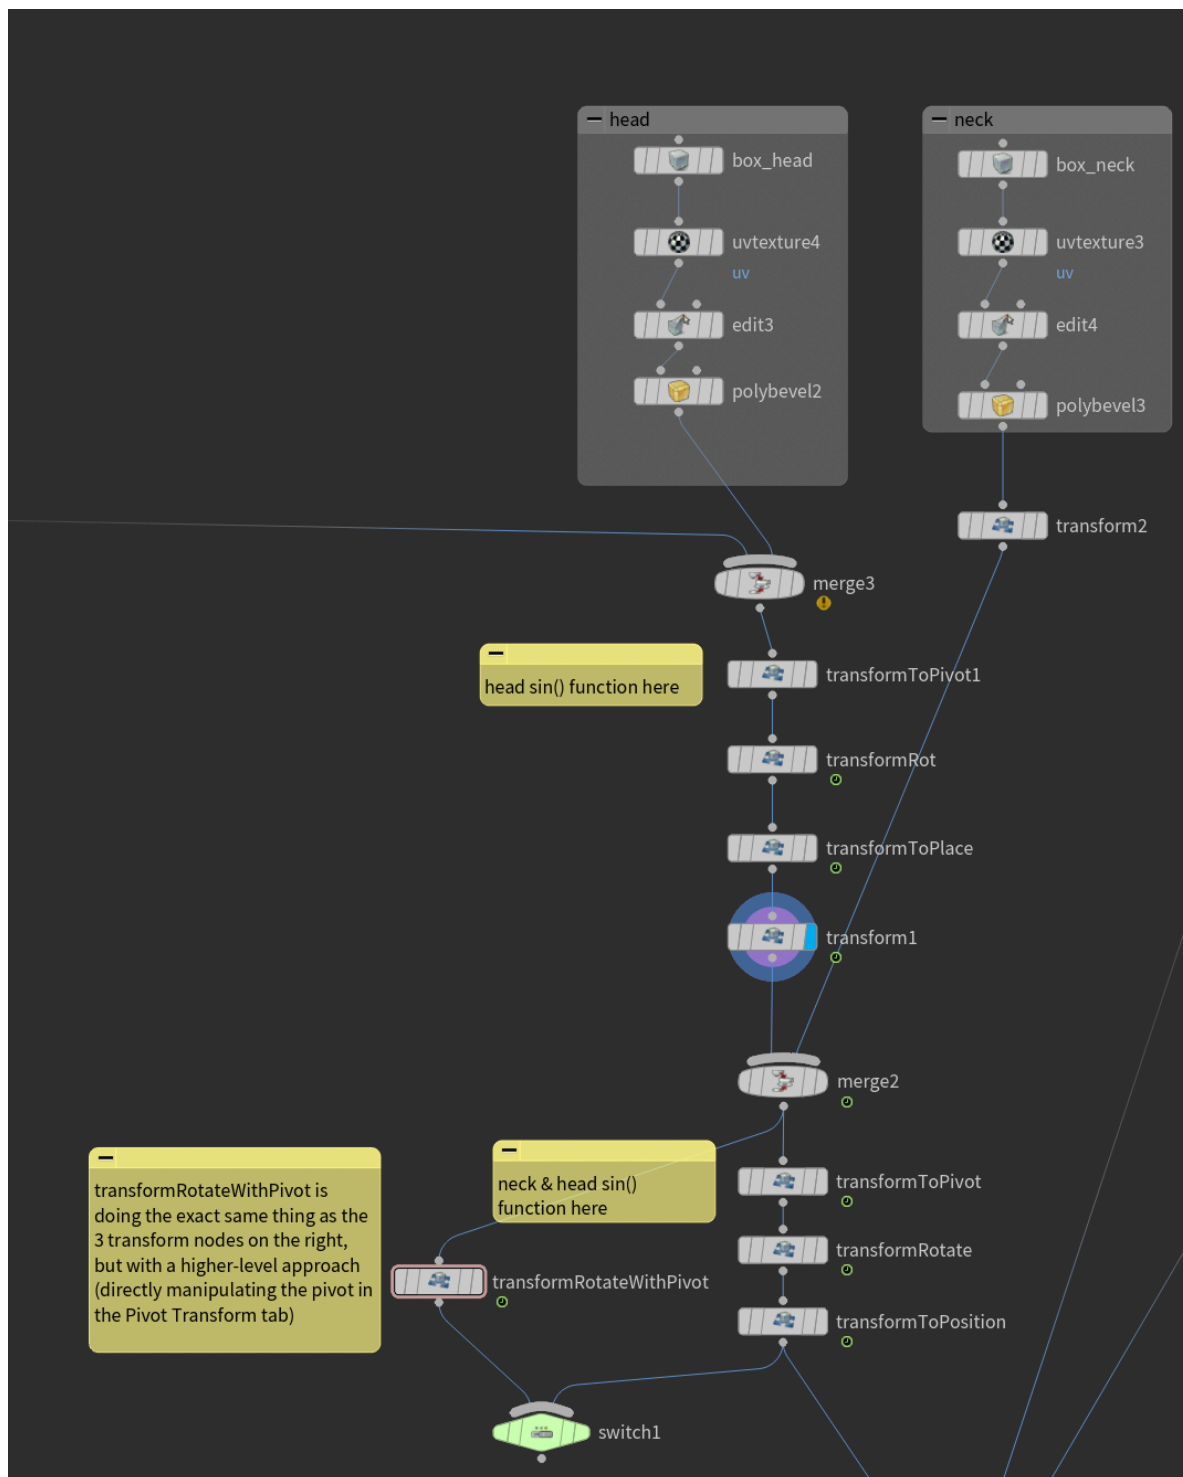 head
neck
box_head
box_neck
uvtexture4
uvtexture3
uv
uv
edit3
edit4
polybevel2
polybevel3
transform2
merge3
head sin() function here
transformToPivot1
transformRot
transformToPlace
transform1
merge2
transformRotateWithPivot is
doing the exact same thing as the
3 transform nodes on the right,
but with a higher-level approach
(directly manipulating the pivot in
the Pivot Transform tab)
neck & head sin()
function here
transformToPivot
transformRotate
transformRotateWithPivot
transformToPosition
switch1